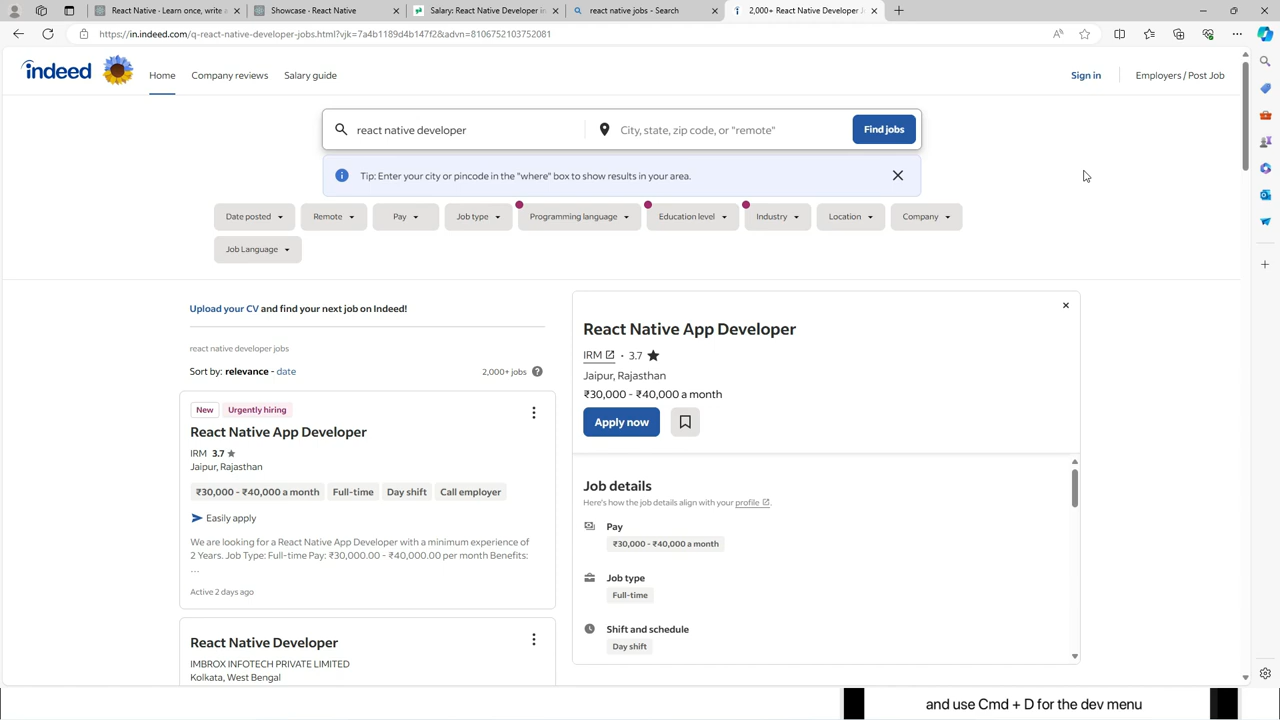 React Native · Learn once, write a
Showcase · React Native
Salary: React Native Developer in
react native jobs - Search
2,000+ React Native Developer J
https://in.indeed.com/q-react-native-developer-jobs.html?vjk=7a4b1189d4b147f2&advn=8106752103752081
indeed
Home
Company reviews
Salary guide
Sign in
Employers / Post Job
react native developer
City, state, zip code, or "remote"
Find jobs
Tip: Enter your city or pincode in the "where" box to show results in your area.
Date posted
Remote
Pay
Job type
Programming language
Education level
Industry
Location
Company
Job Language
Upload your CV and find your next job on Indeed!
react native developer jobs
Sort by: relevance - date
2,000+ jobs
New
Urgently hiring
React Native App Developer
IRM 3.7
Jaipur, Rajasthan
₹30,000 - ₹40,000 a month
Full-time
Day shift
Call employer
Easily apply
We are looking for a React Native App Developer with a minimum experience of
2 Years. Job Type: Full-time Pay: ₹30,000.00 - ₹40,000.00 per month Benefits:
…
Active 2 days ago
React Native Developer
IMBROX INFOTECH PRIVATE LIMITED
Kolkata, West Bengal
React Native App Developer
IRM · 3.7
Jaipur, Rajasthan
₹30,000 - ₹40,000 a month
Apply now
Job details
Here's how the job details align with your profile.
Pay
₹30,000 - ₹40,000 a month
Job type
Full-time
Shift and schedule
Day shift
and use Cmd + D for the dev menu